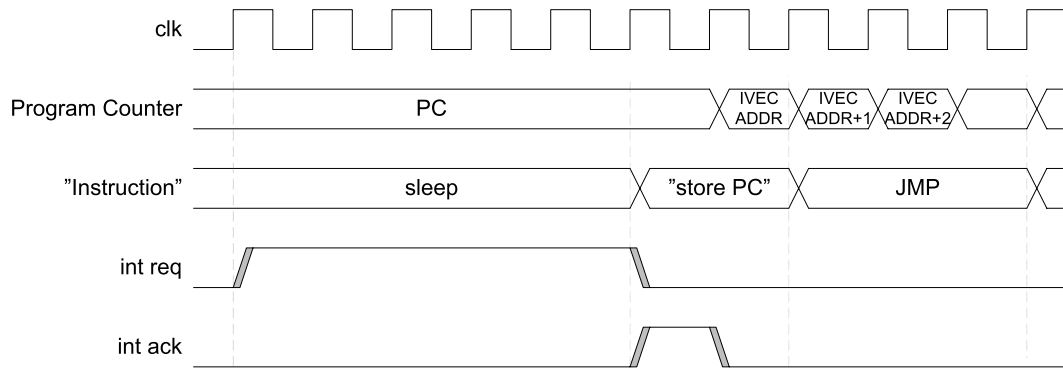 clk
Program Counter
PC
IVEC
ADDR
IVEC
ADDR+1
IVEC
ADDR+2
”Instruction”
sleep
”store PC”
JMP
int req
int ack